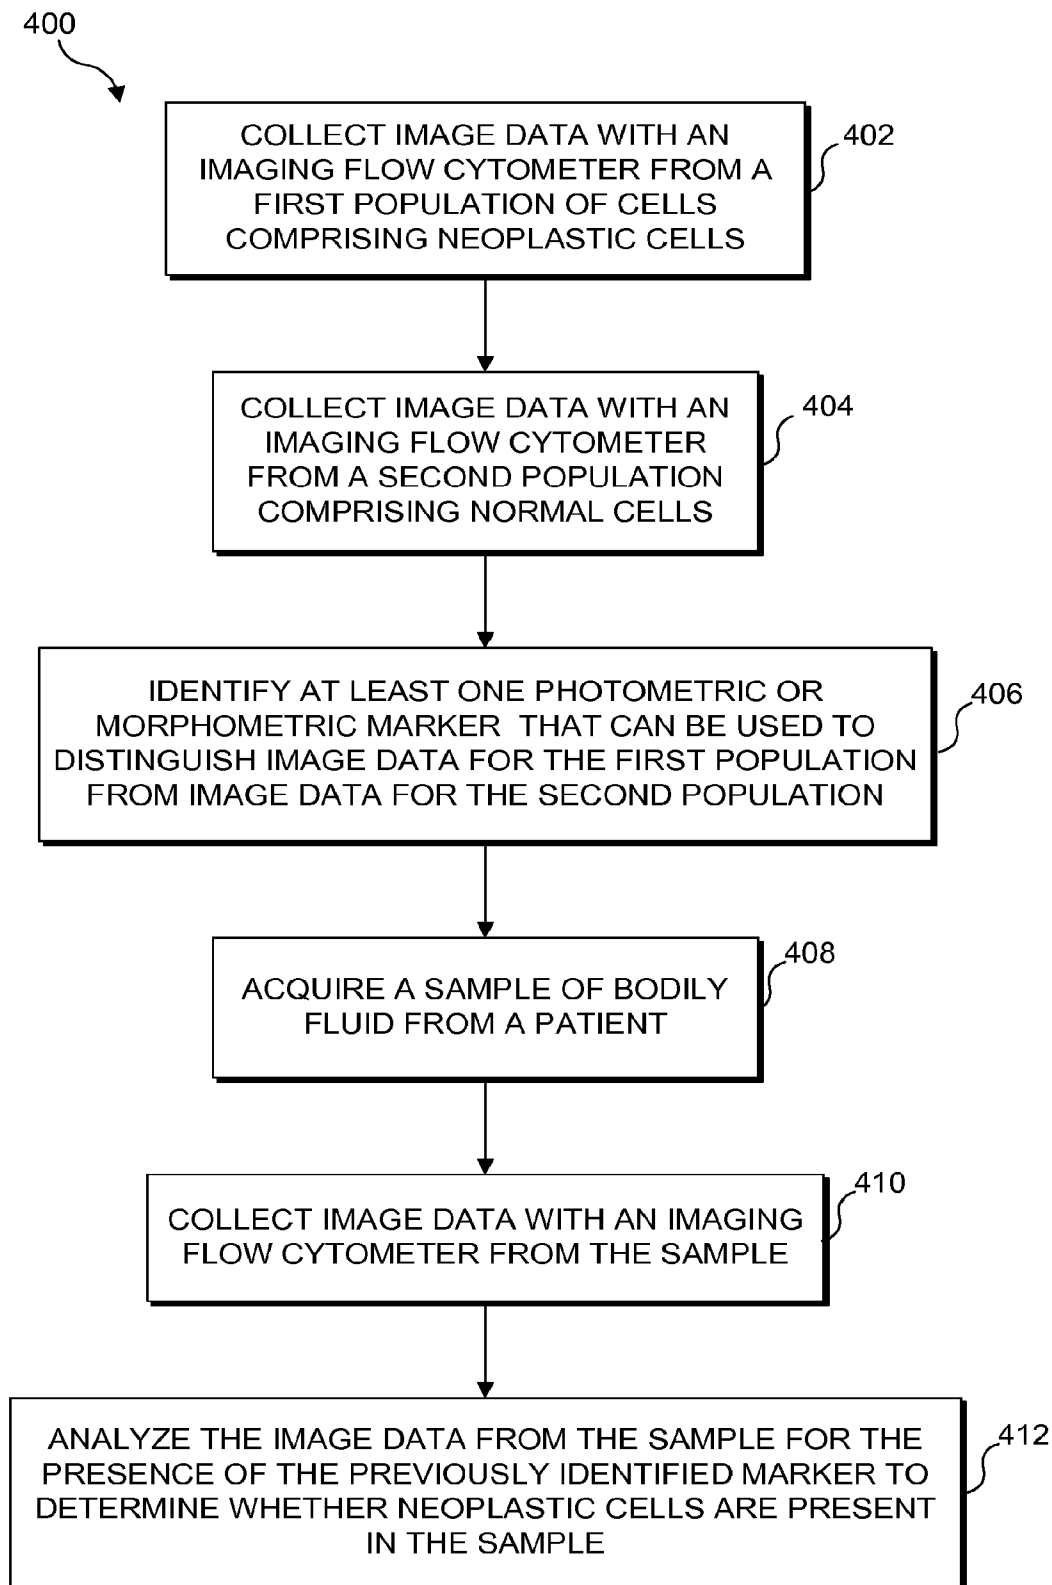 400
COLLECT IMAGE DATA WITH AN
IMAGING FLOW CYTOMETER FROM A
FIRST POPULATION OF CELLS
COMPRISING NEOPLASTIC CELLS
402
COLLECT IMAGE DATA WITH AN
IMAGING FLOW CYTOMETER
FROM A SECOND POPULATION
COMPRISING NORMAL CELLS
404
IDENTIFY AT LEAST ONE PHOTOMETRIC OR
MORPHOMETRIC MARKER THAT CAN BE USED TO
DISTINGUISH IMAGE DATA FOR THE FIRST POPULATION
FROM IMAGE DATA FOR THE SECOND POPULATION
406
ACQUIRE A SAMPLE OF BODILY
FLUID FROM A PATIENT
408
COLLECT IMAGE DATA WITH AN IMAGING
FLOW CYTOMETER FROM THE SAMPLE
410
ANALYZE THE IMAGE DATA FROM THE SAMPLE FOR THE
PRESENCE OF THE PREVIOUSLY IDENTIFIED MARKER TO
DETERMINE WHETHER NEOPLASTIC CELLS ARE PRESENT
IN THE SAMPLE
412